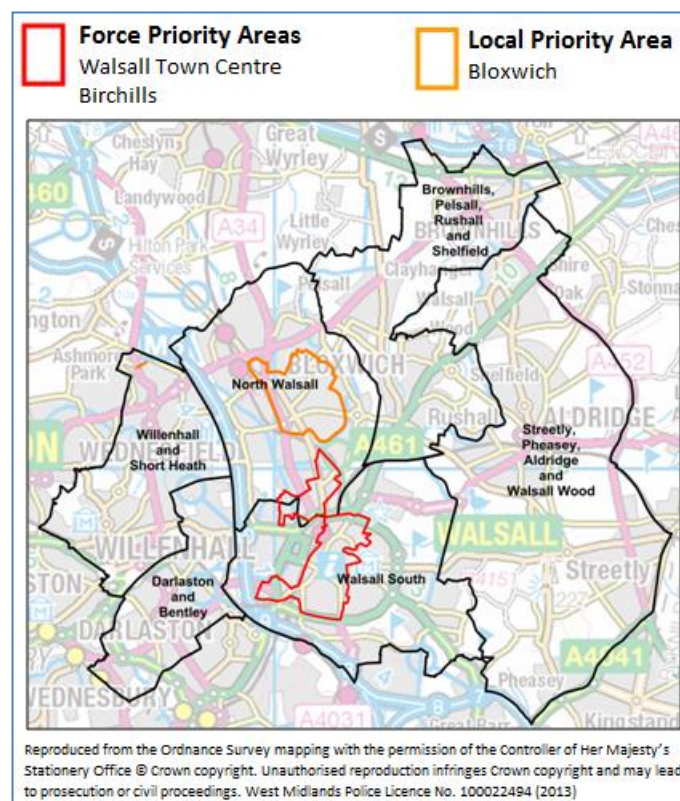 Force Priority Areas
Walsall Town Centre
Birchills
Local Priority Area
Bloxwich
Cheslyn
Hay
Great
Wyrley
Landywood
A34
Little
Wyrley
Hilton Park
Services
Brownhills,
Pelsall,
Rushall
and
Shelfield
Clayhanger
Walsall
Wood
Oak
Stonna
A452
Ashmore
Park
North Walsall
BLOXWICH
Shelfield
Rushall
ALDRIDGE
A461
Willenhall
and
Short Heath
Streetly,
Pheasey,
Aldridge
and
Walsall Wood
WILLENHALL
WALSALL
Streetly
Walsall South
Darlaston
and
Bentley
DARLASTON
WEDNESBURY
A4031
A4041
Pheasey
Great Barr
Kingstand
Reproduced from the Ordnance Survey mapping with the permission of the Controller of Her Majesty's
Stationery Office © Crown copyright. Unauthorised reproduction infringes Crown copyright and may lead
to prosecution or civil proceedings. West Midlands Police Licence No. 100022494 (2013)